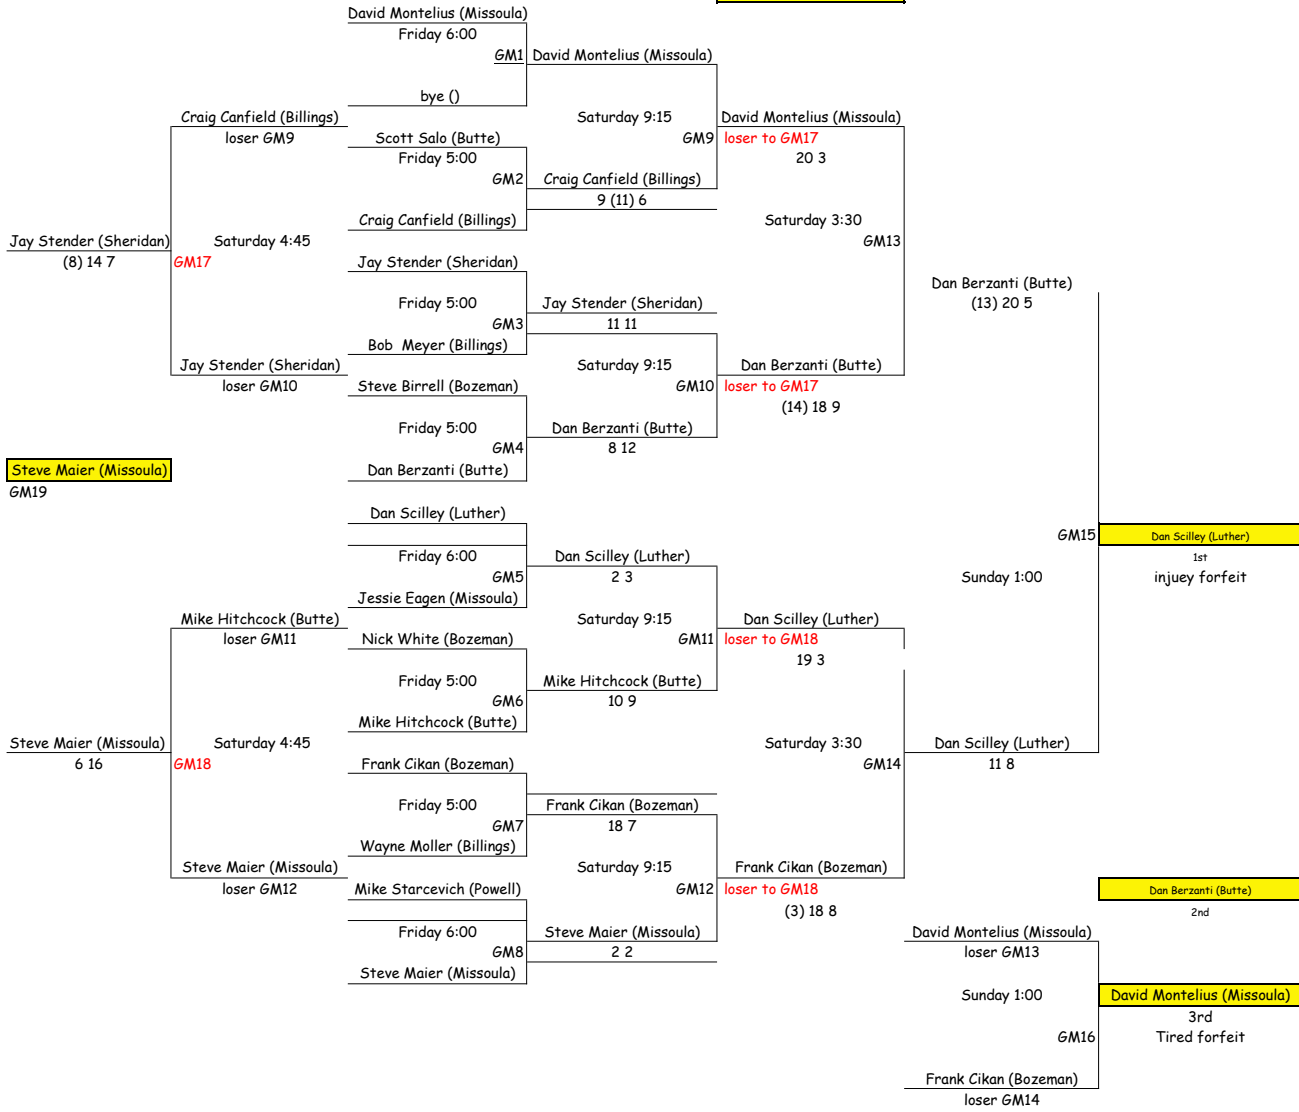 David Montelius (Missoula)
Friday 6:00
GM1 David Montelius (Missoula)
bye ()
Craig Canfield (Billings) Saturday 9:15 David Montelius (Missoula)
loser GM9 Scott Salo (Butte) GM9 loser to GM17
Friday 5:00 20 3
GM2 Craig Canfield (Billings)
9 (11) 6
Craig Canfield (Billings) Saturday 3:30
Jay Stender (Sheridan) Saturday 4:45 GM13
(8) 14 7 GM17 Jay Stender (Sheridan)
Dan Berzanti (Butte)
Friday 5:00 Jay Stender (Sheridan) (13) 20 5
GM3 11 11
Bob  Meyer (Billings)
Jay Stender (Sheridan) Saturday 9:15 Dan Berzanti (Butte)
loser GM10 Steve Birrell (Bozeman) GM10 loser to GM17
(14) 18 9
Friday 5:00 Dan Berzanti (Butte)
GM4 8 12
Steve Maier (Missoula) Dan Berzanti (Butte)
GM19
Dan Scilley (Luther)
GM15 Dan Scilley (Luther)
Friday 6:00 Dan Scilley (Luther) 1st
GM5 2 3 Sunday 1:00 injuey forfeit
Jessie Eagen (Missoula)
Mike Hitchcock (Butte) Saturday 9:15 Dan Scilley (Luther)
loser GM11 Nick White (Bozeman) GM11 loser to GM18
19 3
Friday 5:00 Mike Hitchcock (Butte)
GM6 10 9
Mike Hitchcock (Butte)
Steve Maier (Missoula) Saturday 4:45 Saturday 3:30 Dan Scilley (Luther)
6 16 GM18 Frank Cikan (Bozeman) GM14 11 8
Friday 5:00 Frank Cikan (Bozeman)
GM7 18 7
Wayne Moller (Billings)
Steve Maier (Missoula) Saturday 9:15 Frank Cikan (Bozeman)
loser GM12 Mike Starcevich (Powell) GM12 loser to GM18 Dan Berzanti (Butte)
(3) 18 8 2nd
Friday 6:00 Steve Maier (Missoula) David Montelius (Missoula)
GM8 2 2 loser GM13
Steve Maier (Missoula)
Sunday 1:00 David Montelius (Missoula)
3rd
GM16 Tired forfeit
Frank Cikan (Bozeman)
loser GM14